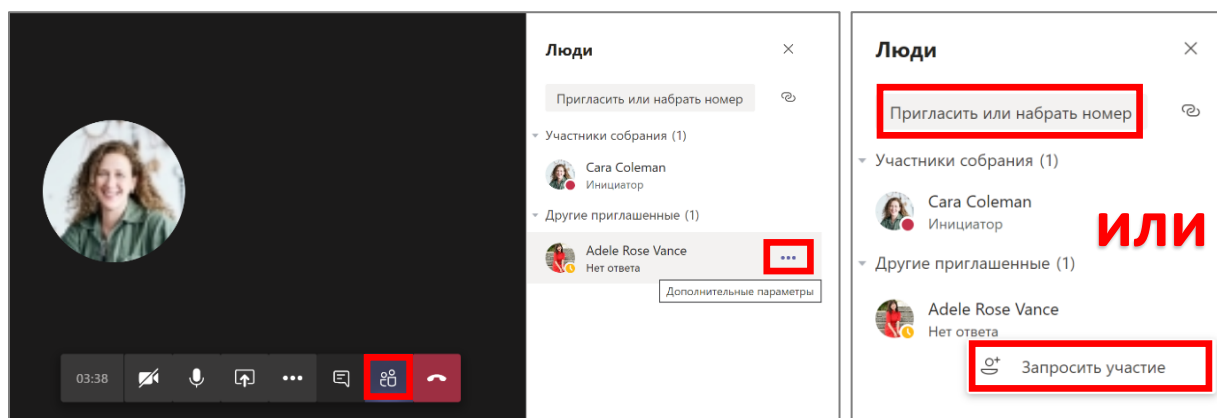 Люди
Пригласить или набрать номер
Участники собрания (1)
Cara Coleman
Инициатор
Другие приглашенные (1)
Adele Rose Vance
Нет ответа
Дополнительные параметры
03:38
Люди
Пригласить или набрать номер
Участники собрания (1)
Cara Coleman
Инициатор
или
Другие приглашенные (1)
Adele Rose Vance
Нет ответа
Запросить участие